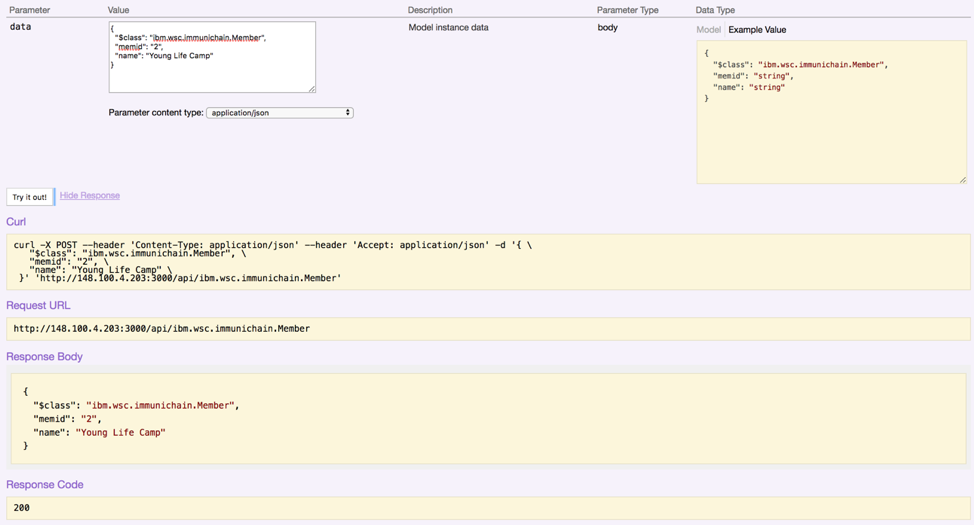 Parameter Value Description Parameter Type Data Type
data
{
"$class": "ibm.wsc.immunichain.Member",
"memid": "2",
"name": "Young Life Camp"
}
Parameter content type: application/json
Model instance data
body
Model Example Value
{
"$class": "ibm.wsc.immunichain.Member",
"memid": "string",
"name": "string"
}
Try it out! Hide Response
Curl
curl -X POST --header 'Content-Type: application/json' --header 'Accept: application/json' -d '{ \
"$class": "ibm.wsc.immunichain.Member", \
"memid": "2", \
"name": "Young Life Camp" \
}' 'http://148.100.4.203:3000/api/ibm.wsc.immunichain.Member'
Request URL
http://148.100.4.203:3000/api/ibm.wsc.immunichain.Member
Response Body
{
"$class": "ibm.wsc.immunichain.Member",
"memid": "2",
"name": "Young Life Camp"
}
Response Code
200